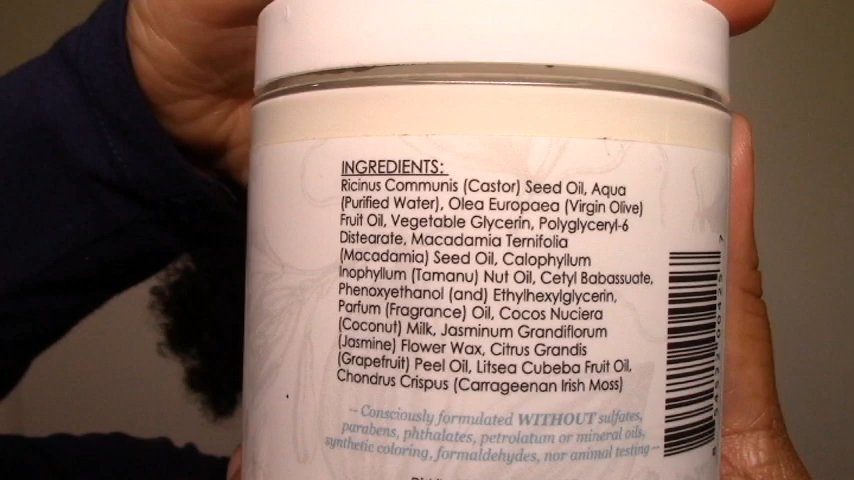 INGREDIENTS:
Ricinus Communis (Castor) Seed Oil, Aqua
(Purified Water), Olea Europaea (Virgin Olive)
Fruit Oil, Vegetable Glycerin, Polyglyceryl-6
Distearate, Macadamia Ternifolia
(Macadamia) Seed Oil, Calophyllum
Inophyllum (Tamanu) Nut Oil, Cetyl Babassuate,
Phenoxyethanol (and) Ethylhexylglycerin,
Parfum (Fragrance) Oil, Cocos Nuciera
(Coconut) Milk, Jasminum Grandiflorum
(Jasmine) Flower Wax, Citrus Grandis
(Grapefruit) Peel Oil, Litsea Cubeba Fruit Oil,
Chondrus Crispus (Carrageenan Irish Moss)
-- Consciously formulated WITHOUT sulfates,
parabens, phthalates, petrolatum or mineral oils,
synthetic coloring, formaldehydes, nor animal testing --